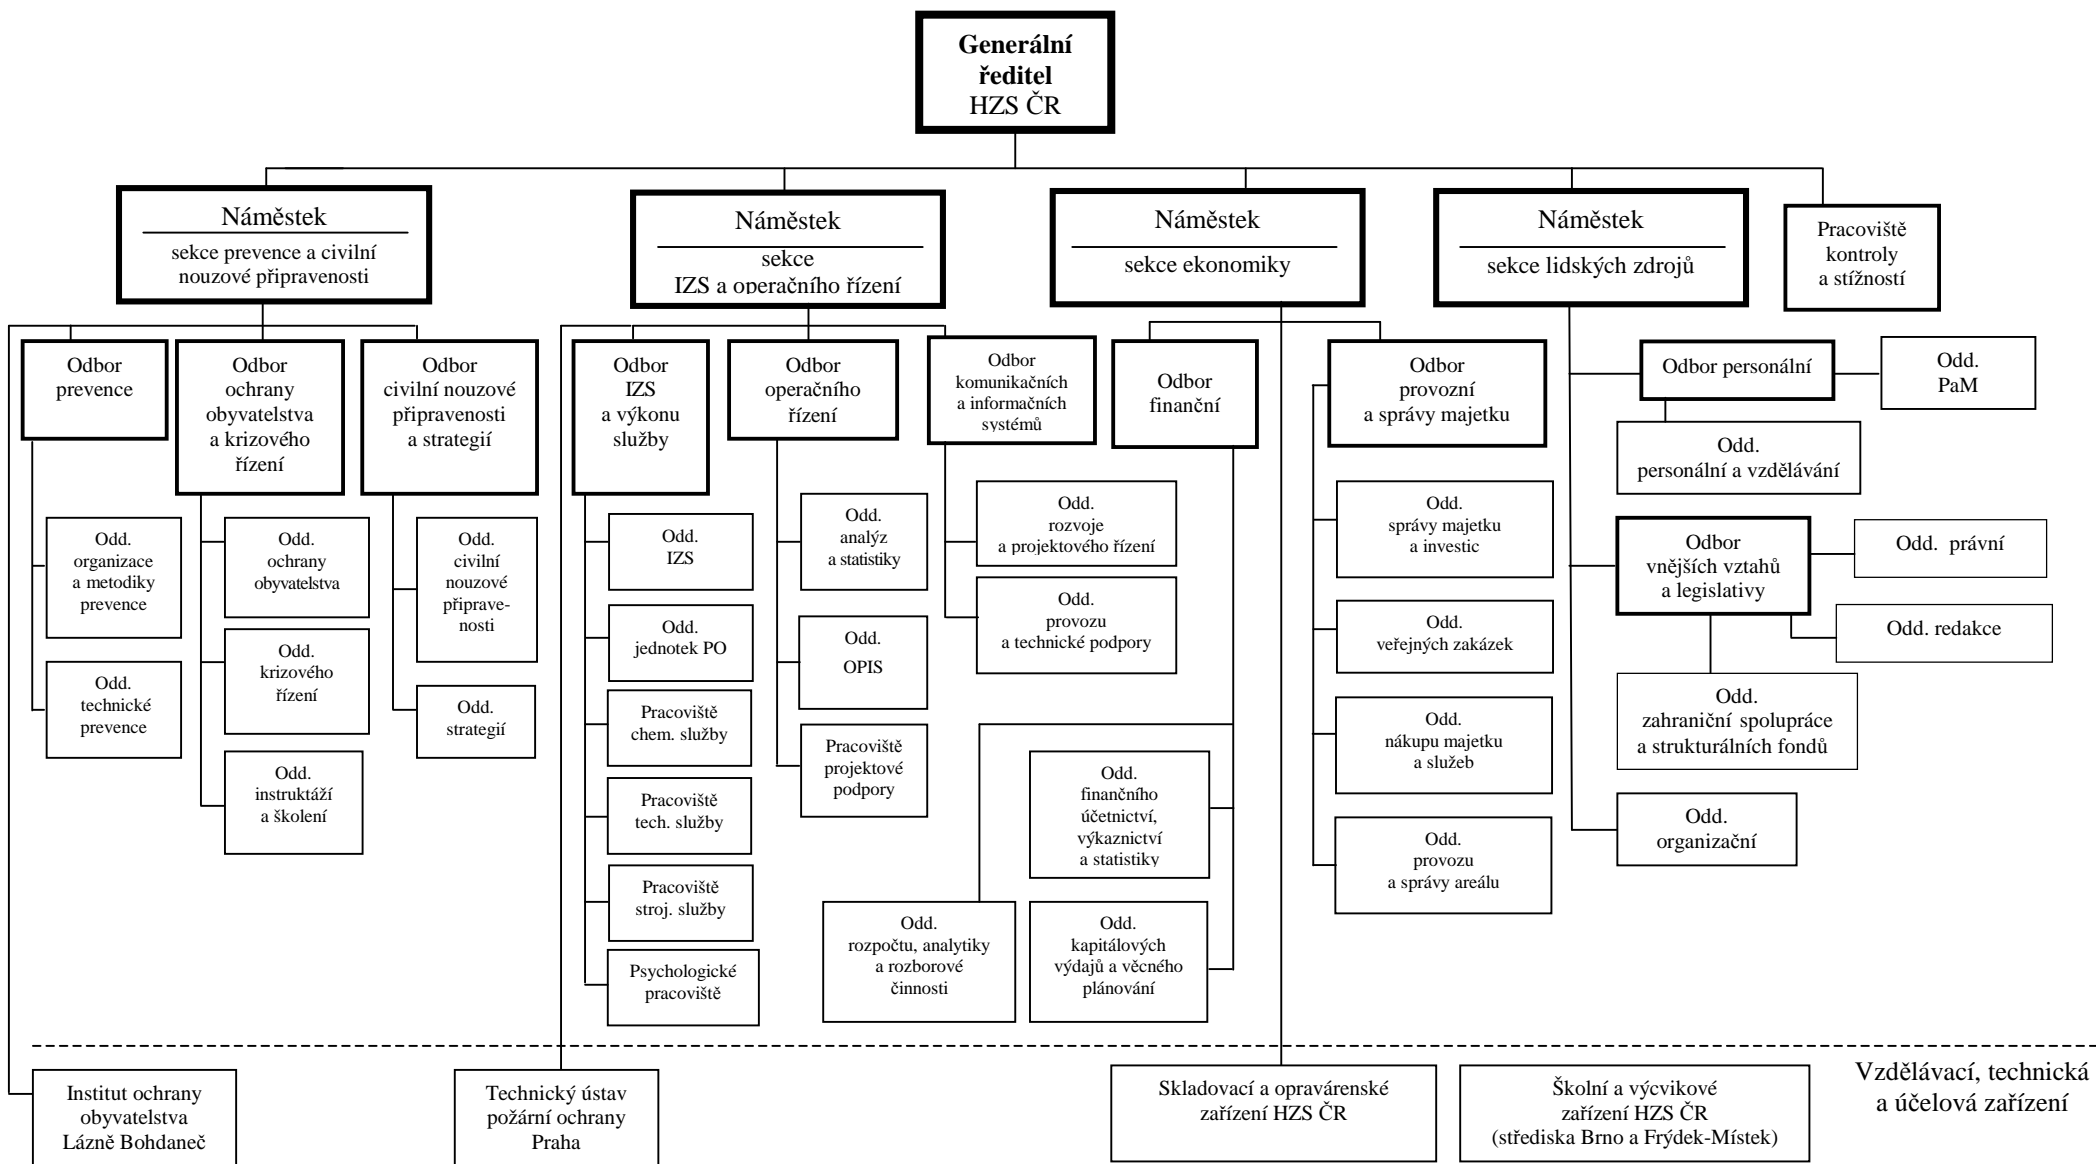 Generální
ředitel
HZS ČR
Náměstek
sekce prevence a civilní
nouzové připravenosti
Náměstek
sekce
IZS a operačního řízení
Náměstek
sekce ekonomiky
Náměstek
sekce lidských zdrojů
Pracoviště
kontroly
a stížností
Odbor
prevence
Odbor
ochrany
obyvatelstva
a krizového
řízení
Odbor
civilní nouzové
připravenosti
a strategií
Odbor
IZS
a výkonu
služby
Odbor
operačního
řízení
Odbor
komunikačních
a informačních
systémů
Odbor
finanční
Odbor
provozní
a správy majetku
Odbor personální
Odd.
PaM
Odd.
personální a vzdělávání
Odd.
organizace
a metodiky
prevence
Odd.
technické
prevence
Odd.
ochrany
obyvatelstva
Odd.
krizového
řízení
Odd.
instruktáží
a školení
Odd.
civilní
nouzové
připrave-
nosti
Odd.
strategií
Odd.
IZS
Odd.
jednotek PO
Pracoviště
chem. služby
Pracoviště
tech. služby
Pracoviště
stroj. služby
Psychologické
pracoviště
Odd.
analýz
a statistiky
Odd.
OPIS
Pracoviště
projektové
podpory
Odd.
rozvoje
a projektového řízení
Odd.
provozu
a technické podpory
Odd.
finančního
účetnictví,
výkaznictví
a statistiky
Odd.
rozpočtu, analytiky
a rozborové
činnosti
Odd.
kapitálových
výdajů a věcného
plánování
Odd.
správy majetku
a investic
Odd.
veřejných zakázek
Odd.
nákupu majetku
a služeb
Odd.
provozu
a správy areálu
Odbor
vnějších vztahů
a legislativy
Odd. právní
Odd. redakce
Odd.
zahraniční spolupráce
a strukturálních fondů
Odd.
organizační
Institut ochrany
obyvatelstva
Lázně Bohdaneč
Technický ústav
požární ochrany
Praha
Skladovací a opravárenské
zařízení HZS ČR
Školní a výcvikové
zařízení HZS ČR
(střediska Brno a Frýdek-Místek)
Vzdělávací, technická
a účelová zařízení